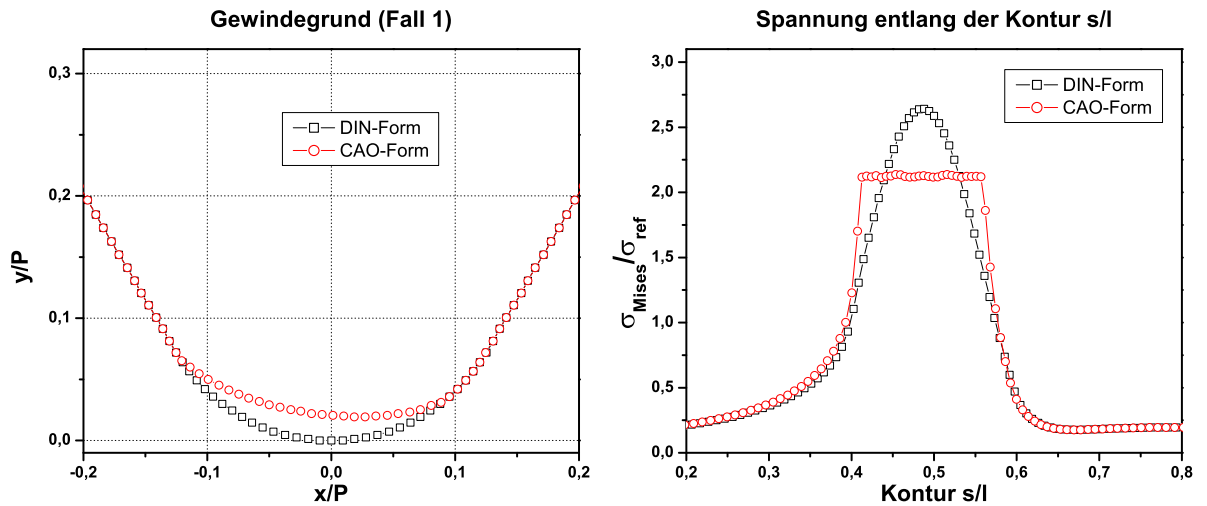 Gewindegrund (Fall 1)
0,3
0,2
0,1
0,0
-0,2
-0,1
0,0
0,1
0,2
y/P
x/P
DIN-Form
CAO-Form
Spannung entlang der Kontur s/l
3,0
2,5
2,0
1,5
1,0
0,5
0,0
0,2
0,3
0,4
0,5
0,6
0,7
0,8
σMises/σref
Kontur s/l
DIN-Form
CAO-Form